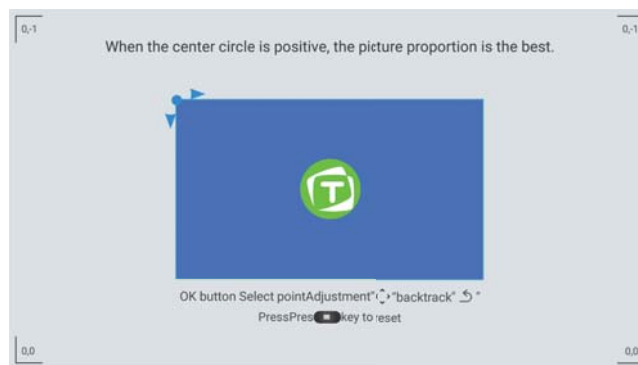 0,-1
0,-1
When the center circle is positive, the picture proportion is the best.
T
OK button Select pointAdjustment" "backtrack" "
PressPres key to reset
0,0
0,0